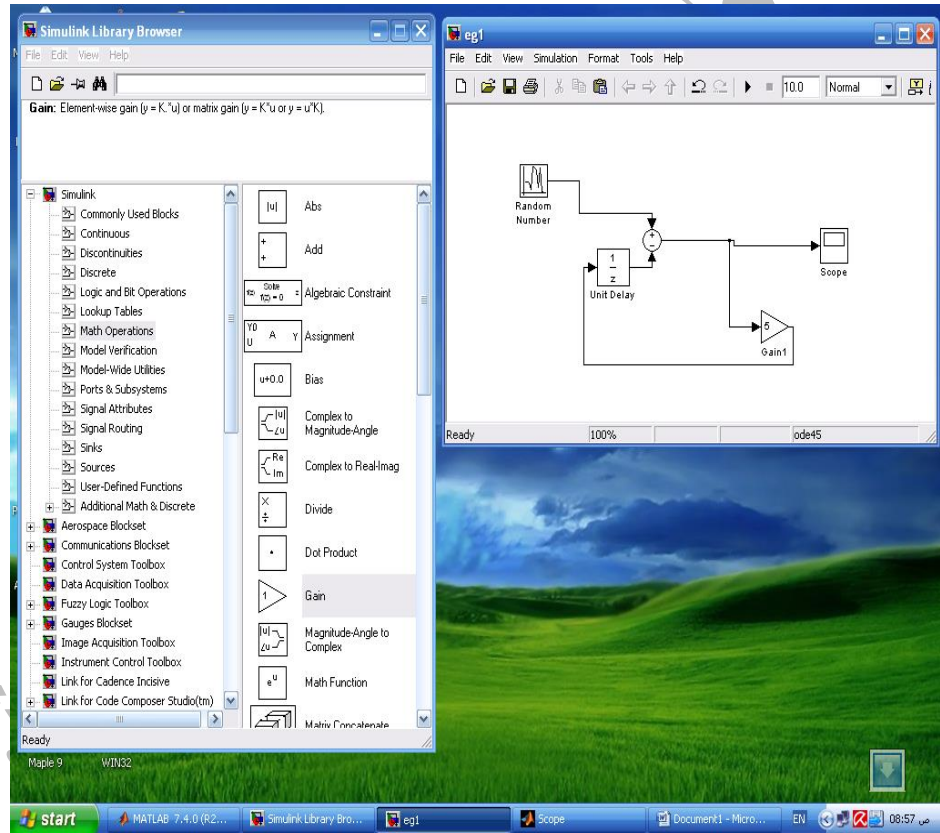 Simulink Library Browser
File Edit View Help
Gain: Element-wise gain (y = K.*u) or matrix gain (y = K*u or y = u*K).
Simulink
Commonly Used Blocks
Continuous
Discontinuities
Discrete
Logic and Bit Operations
Lookup Tables
Math Operations
Model Verification
Model-Wide Utilities
Ports & Subsystems
Signal Attributes
Signal Routing
Sinks
Sources
User-Defined Functions
Additional Math & Discrete
Aerospace Blockset
Communications Blockset
Control System Toolbox
Data Acquisition Toolbox
Fuzzy Logic Toolbox
Gauges Blockset
Image Acquisition Toolbox
Instrument Control Toolbox
Link for Cadence Incisive
Link for Code Composer Studio(tm)
|u| Abs
+
+ Add
f(z) Solve f(z) = 0 z Algebraic Constraint
Y0
U A Y Assignment
u+0.0 Bias
|u|
∠u Complex to Magnitude-Angle
Re
Im Complex to Real-Imag
×
÷ Divide
Dot Product
1 Gain
|u|
∠u Magnitude-Angle to Complex
e^u Math Function
Matrix Concatenate
Ready
eg1
File Edit View Simulation Format Tools Help
10.0 Normal
Random
Number
+
−
1
z
Unit Delay
Scope
5
Gain1
Ready 100% ode45
Maple 9 WIN32
start MATLAB 7.4.0 (R2... Simulink Library Bro... eg1 Scope Document1 - Micro... EN 08:57 ص